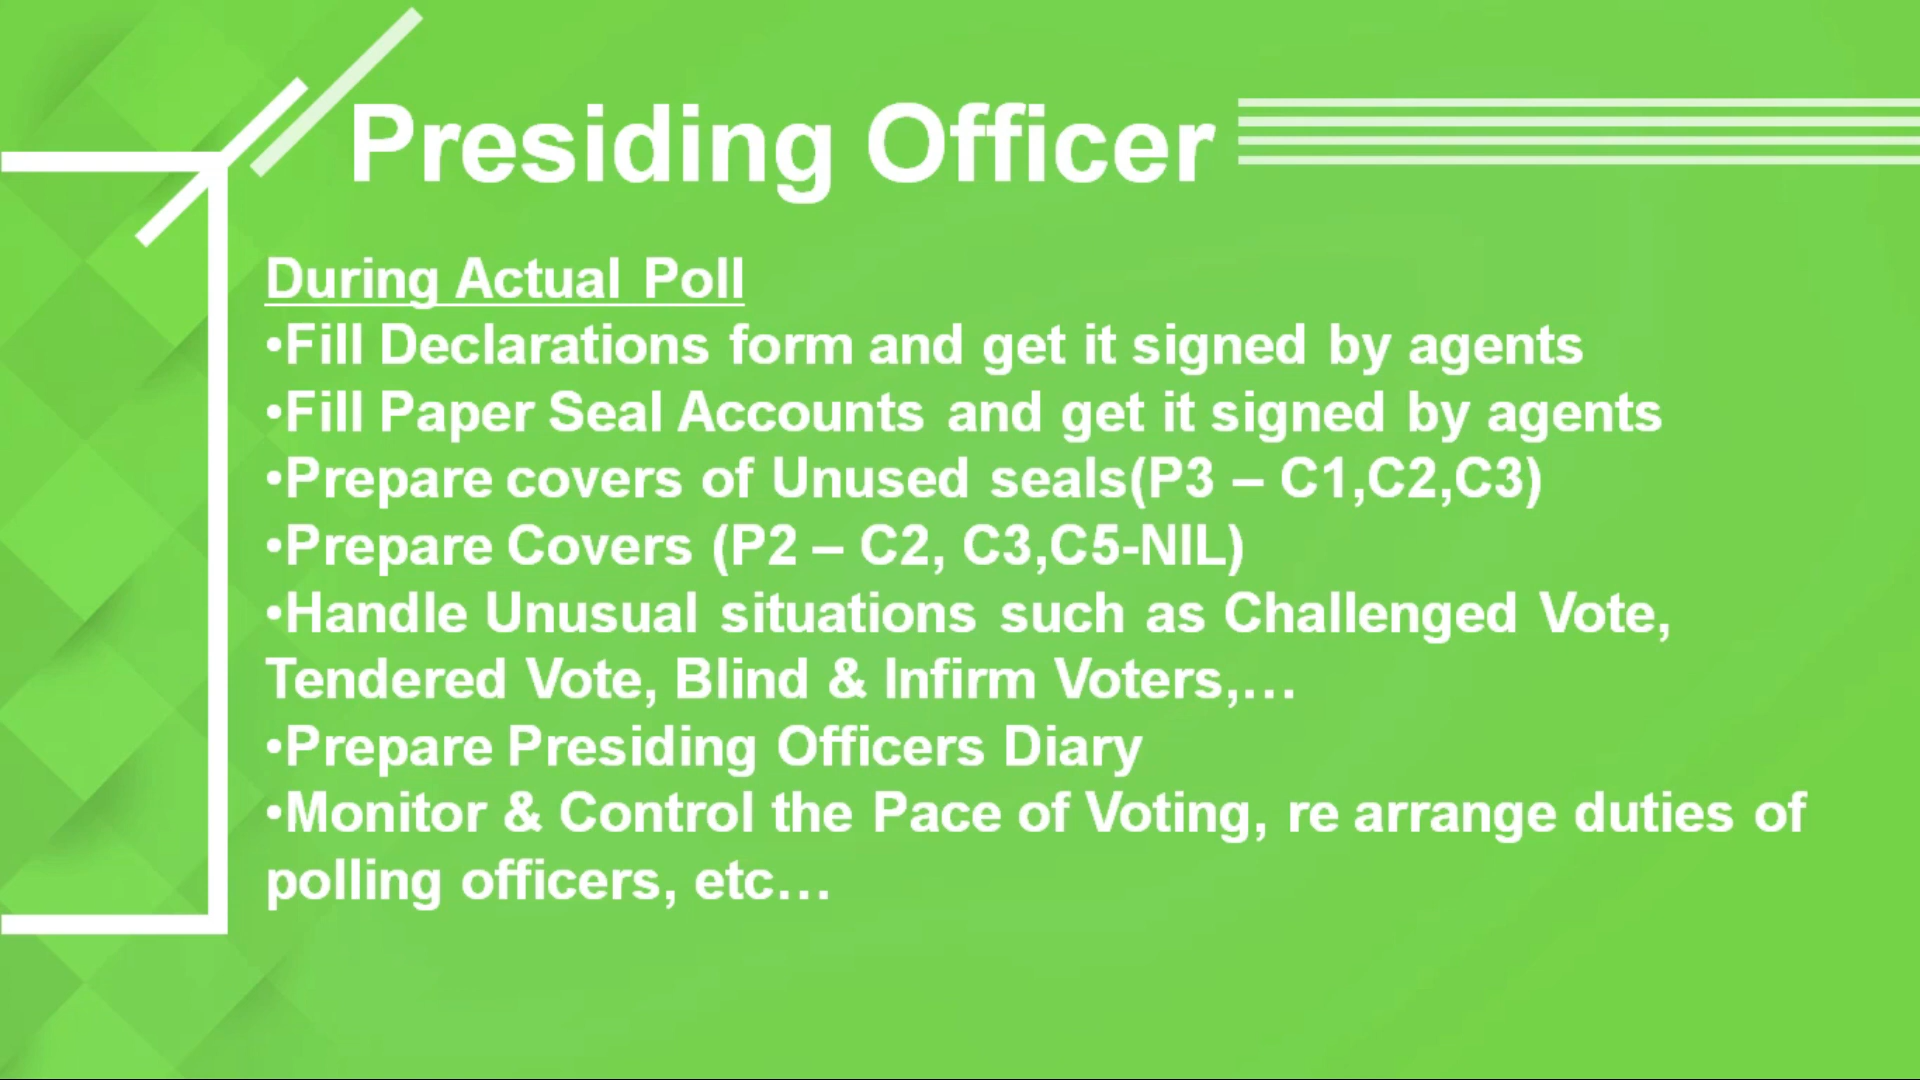 Presiding Officer
During Actual Poll
•Fill Declarations form and get it signed by agents
•Fill Paper Seal Accounts and get it signed by agents
•Prepare covers of Unused seals(P3 – C1,C2,C3)
•Prepare Covers (P2 – C2, C3,C5-NIL)
•Handle Unusual situations such as Challenged Vote,
Tendered Vote, Blind & Infirm Voters,…
•Prepare Presiding Officers Diary
•Monitor & Control the Pace of Voting, re arrange duties of
polling officers, etc…